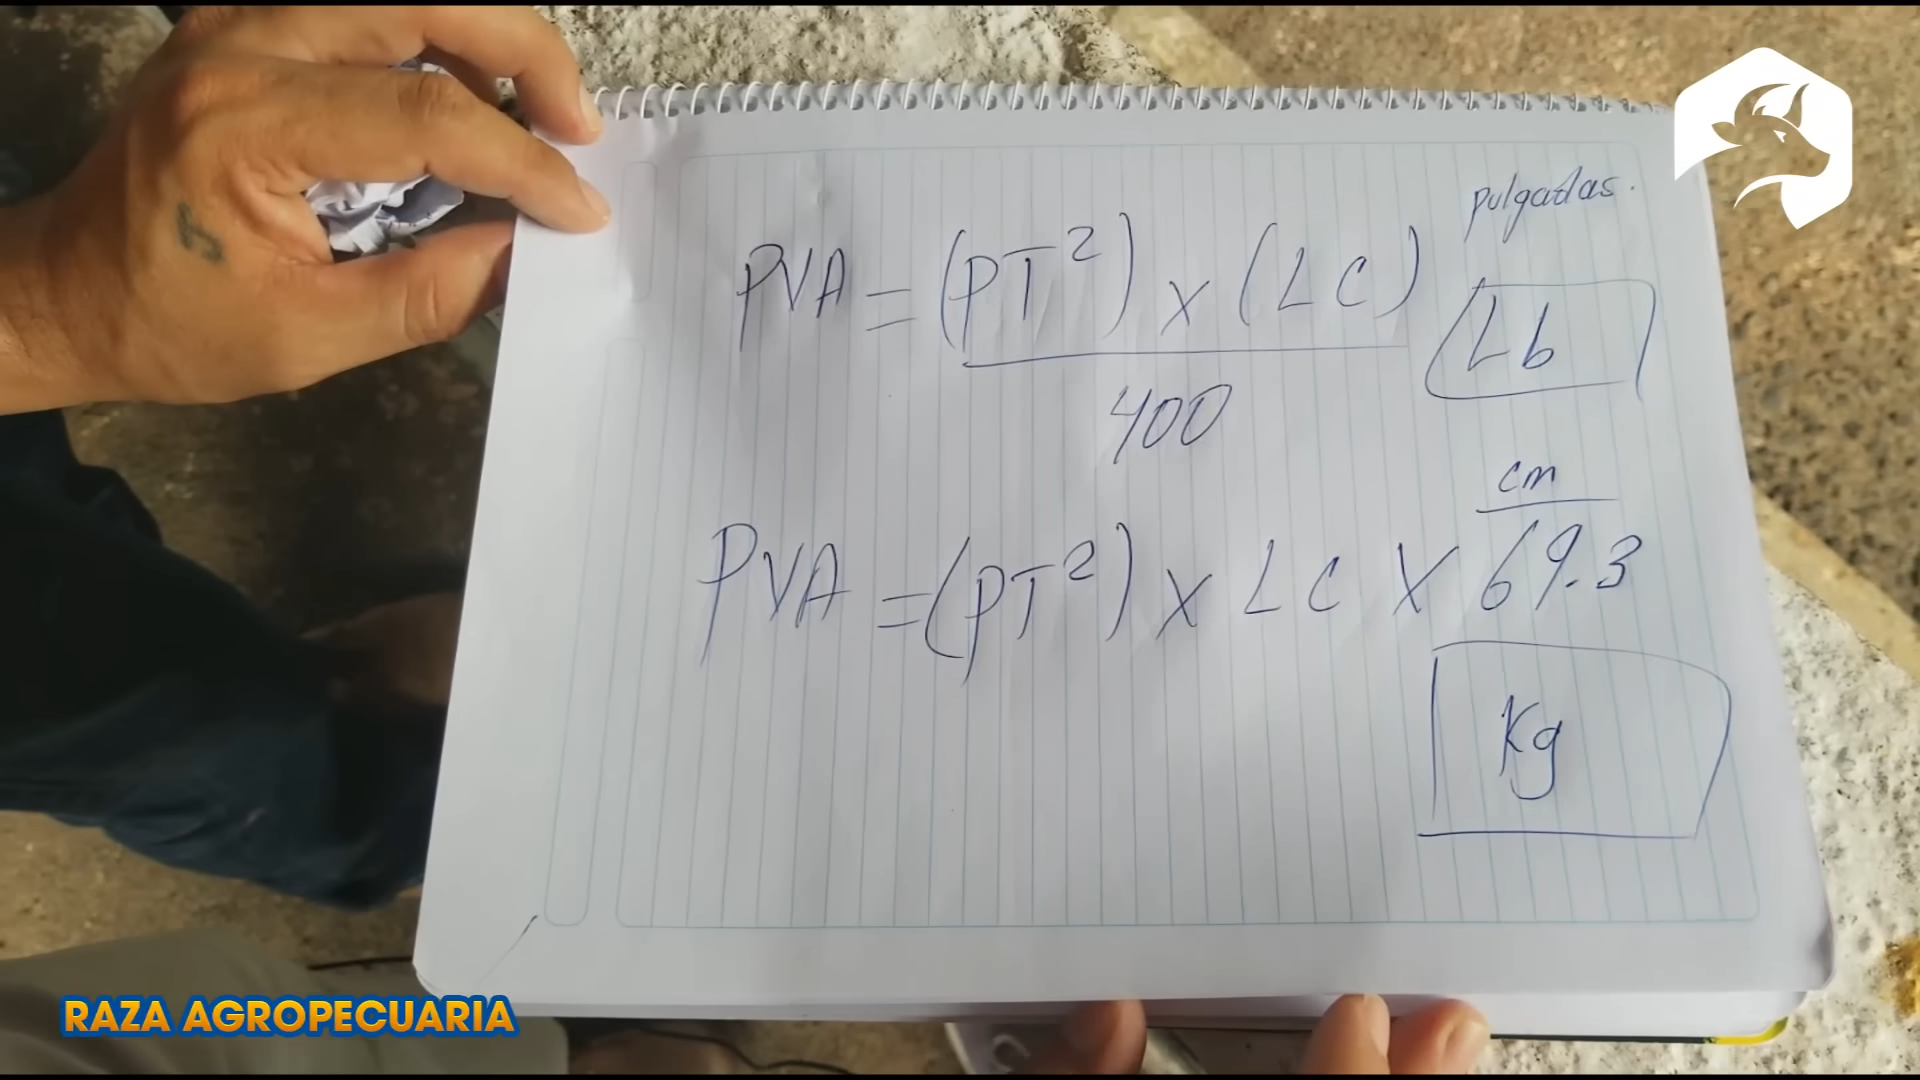 pulgadas.
PVA = (PT²) x (LC) Lb
400
cm
PVA = (PT²) x LC x 69.3
Kg
RAZA AGROPECUARIA